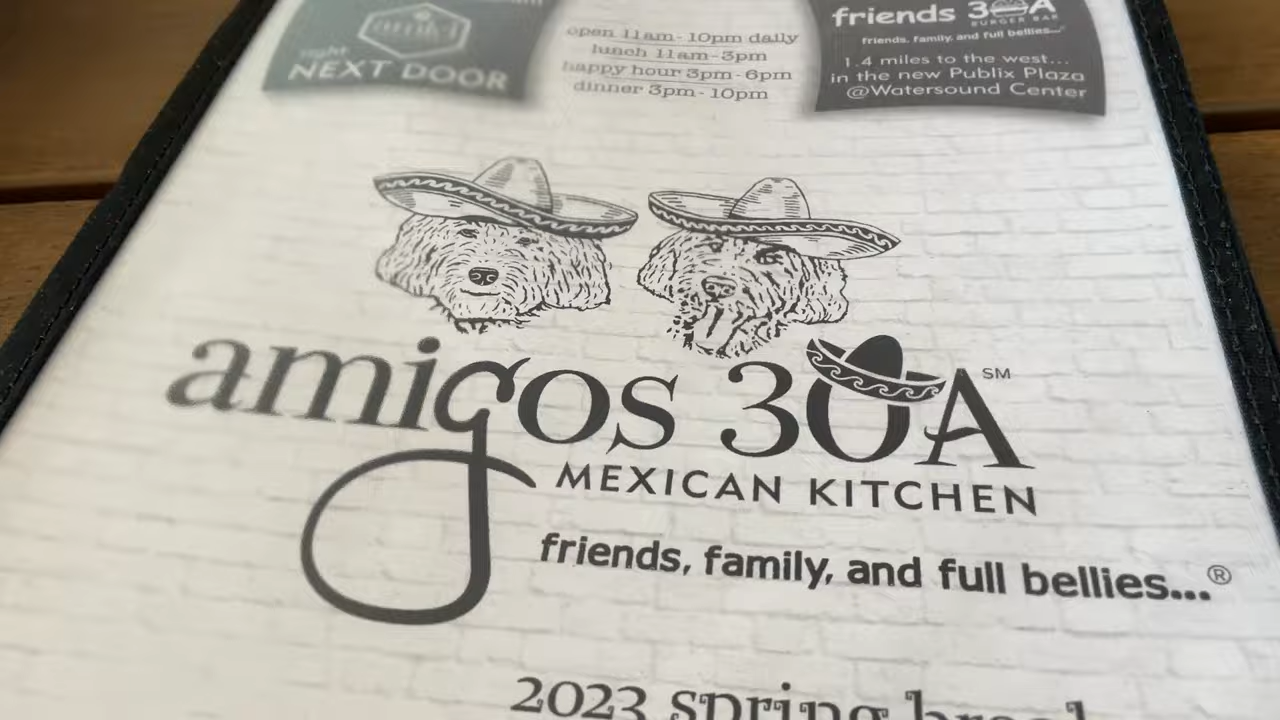 right
NEXT DOOR
open 11am - 10pm daily
lunch 11am - 3pm
happy hour 3pm - 6pm
dinner 3pm - 10pm
friends 30A
BURGER BAR
friends, family, and full bellies...
1.4 miles to the west...
in the new Publix Plaza
@Watersound Center
amigos 30A SM
MEXICAN KITCHEN
friends, family, and full bellies...®
2023 spring